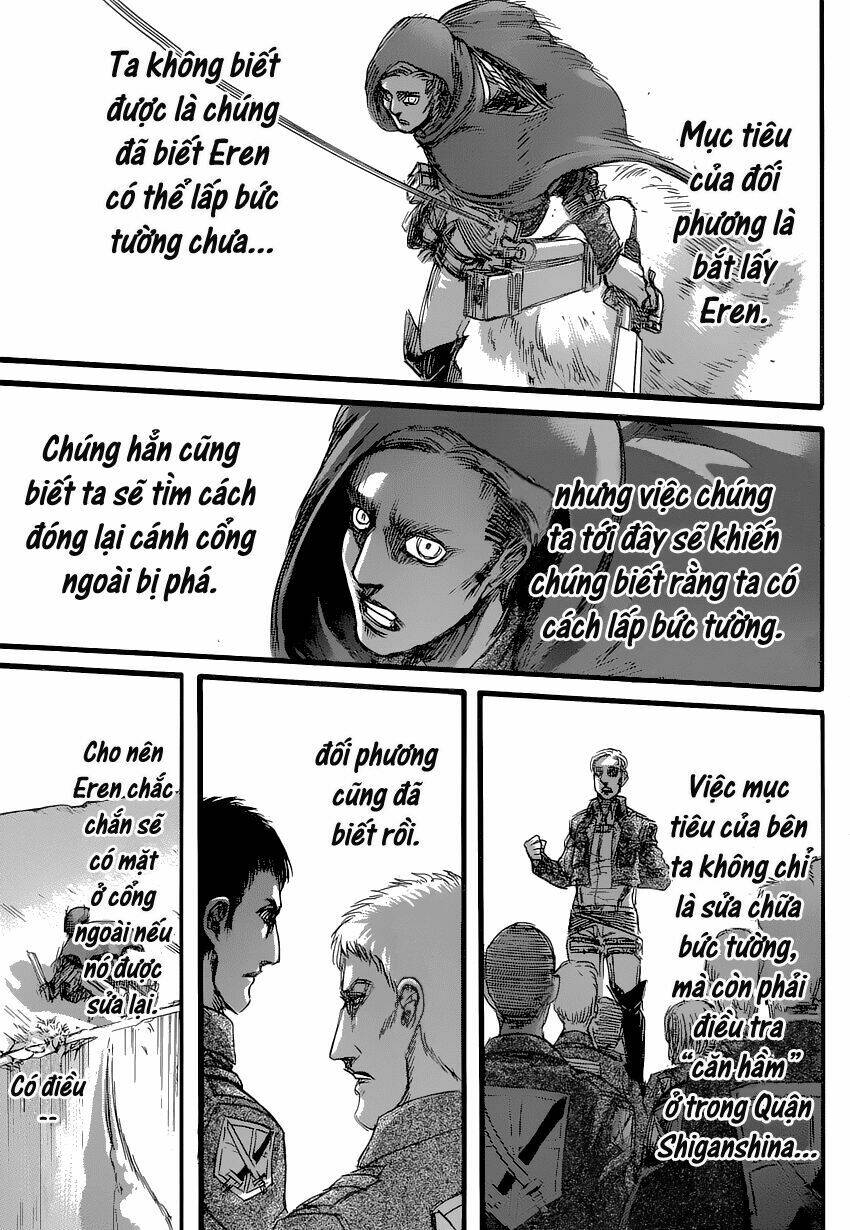 Mục tiêu
của đối
phương là
bắt lấy
Eren.
Ta không biết
được là chúng
đã biết Eren
có thể lấp bức
tường chưa...
nhưng việc chúng
ta tới đây sẽ khiến
chúng biết rằng ta có
cách lấp bức tường.
Chúng hẳn cũng
biết ta sẽ tìm cách
đóng lại cánh cổng
ngoài bị phá.
Việc mục
tiêu của bên
ta không chỉ
là sửa chữa
bức tường,
mà còn phải
điều tra
“căn hầm”
ở trong Quận
Shiganshina...
đối phương
cũng đã
biết rồi.
Cho nên
Eren chắc
chắn sẽ
có mặt
ở cổng
ngoài nếu
nó được
sửa lại.
Có điều
--